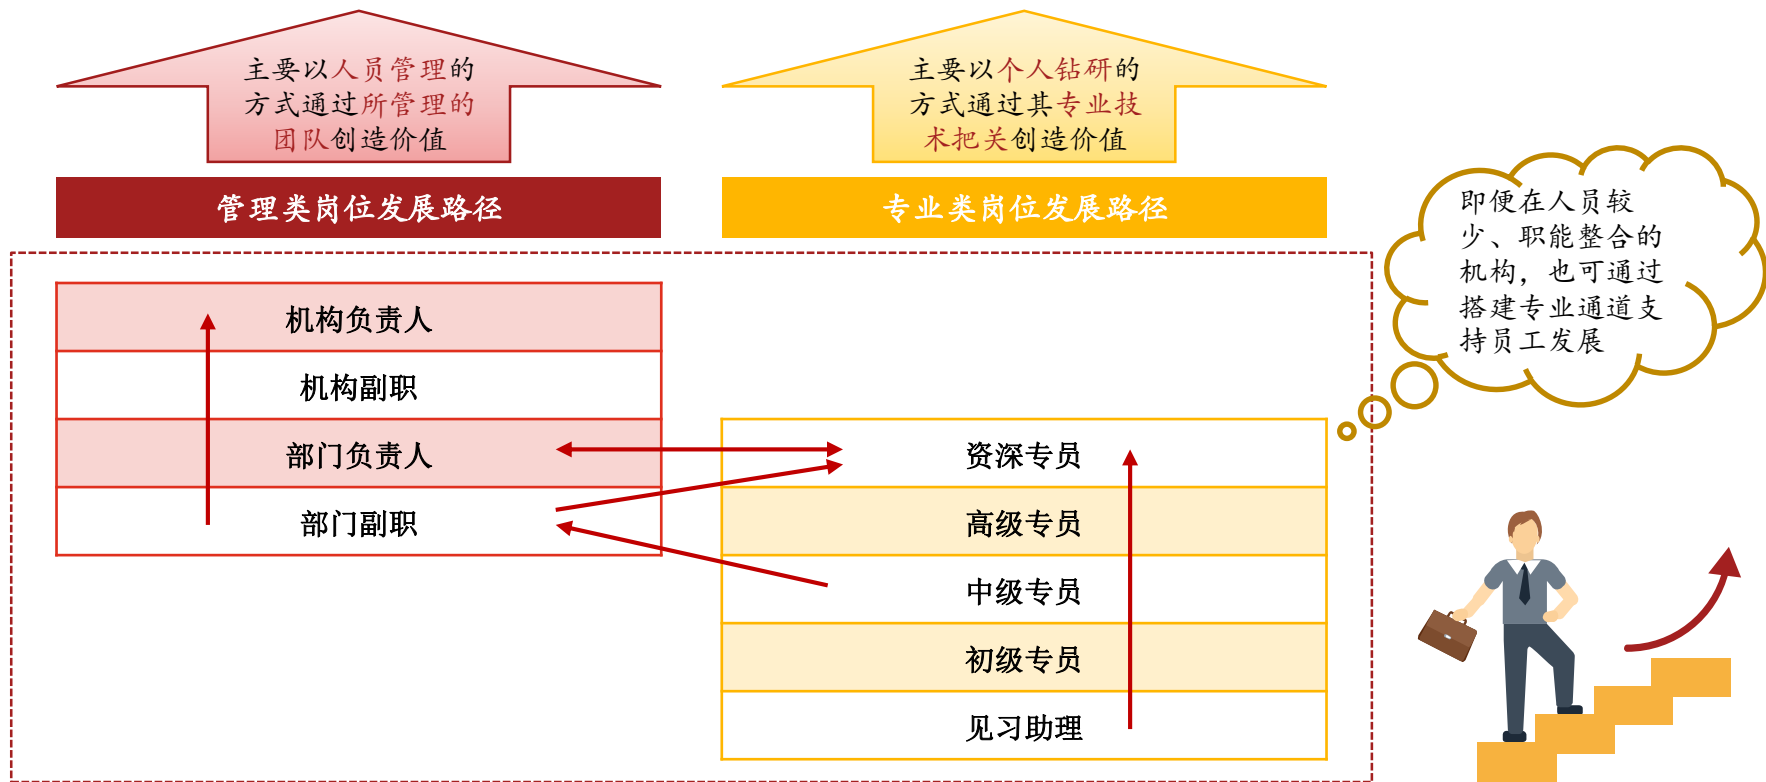 主要以人员管理的
方式通过所管理的
团队创造价值
主要以个人钻研的
方式通过其专业技
术把关创造价值
管理类岗位发展路径
专业类岗位发展路径
即便在人员较
少、职能整合的
机构，也可通过
搭建专业通道支
持员工发展
机构负责人
机构副职
部门负责人
部门副职
资深专员
高级专员
中级专员
初级专员
见习助理